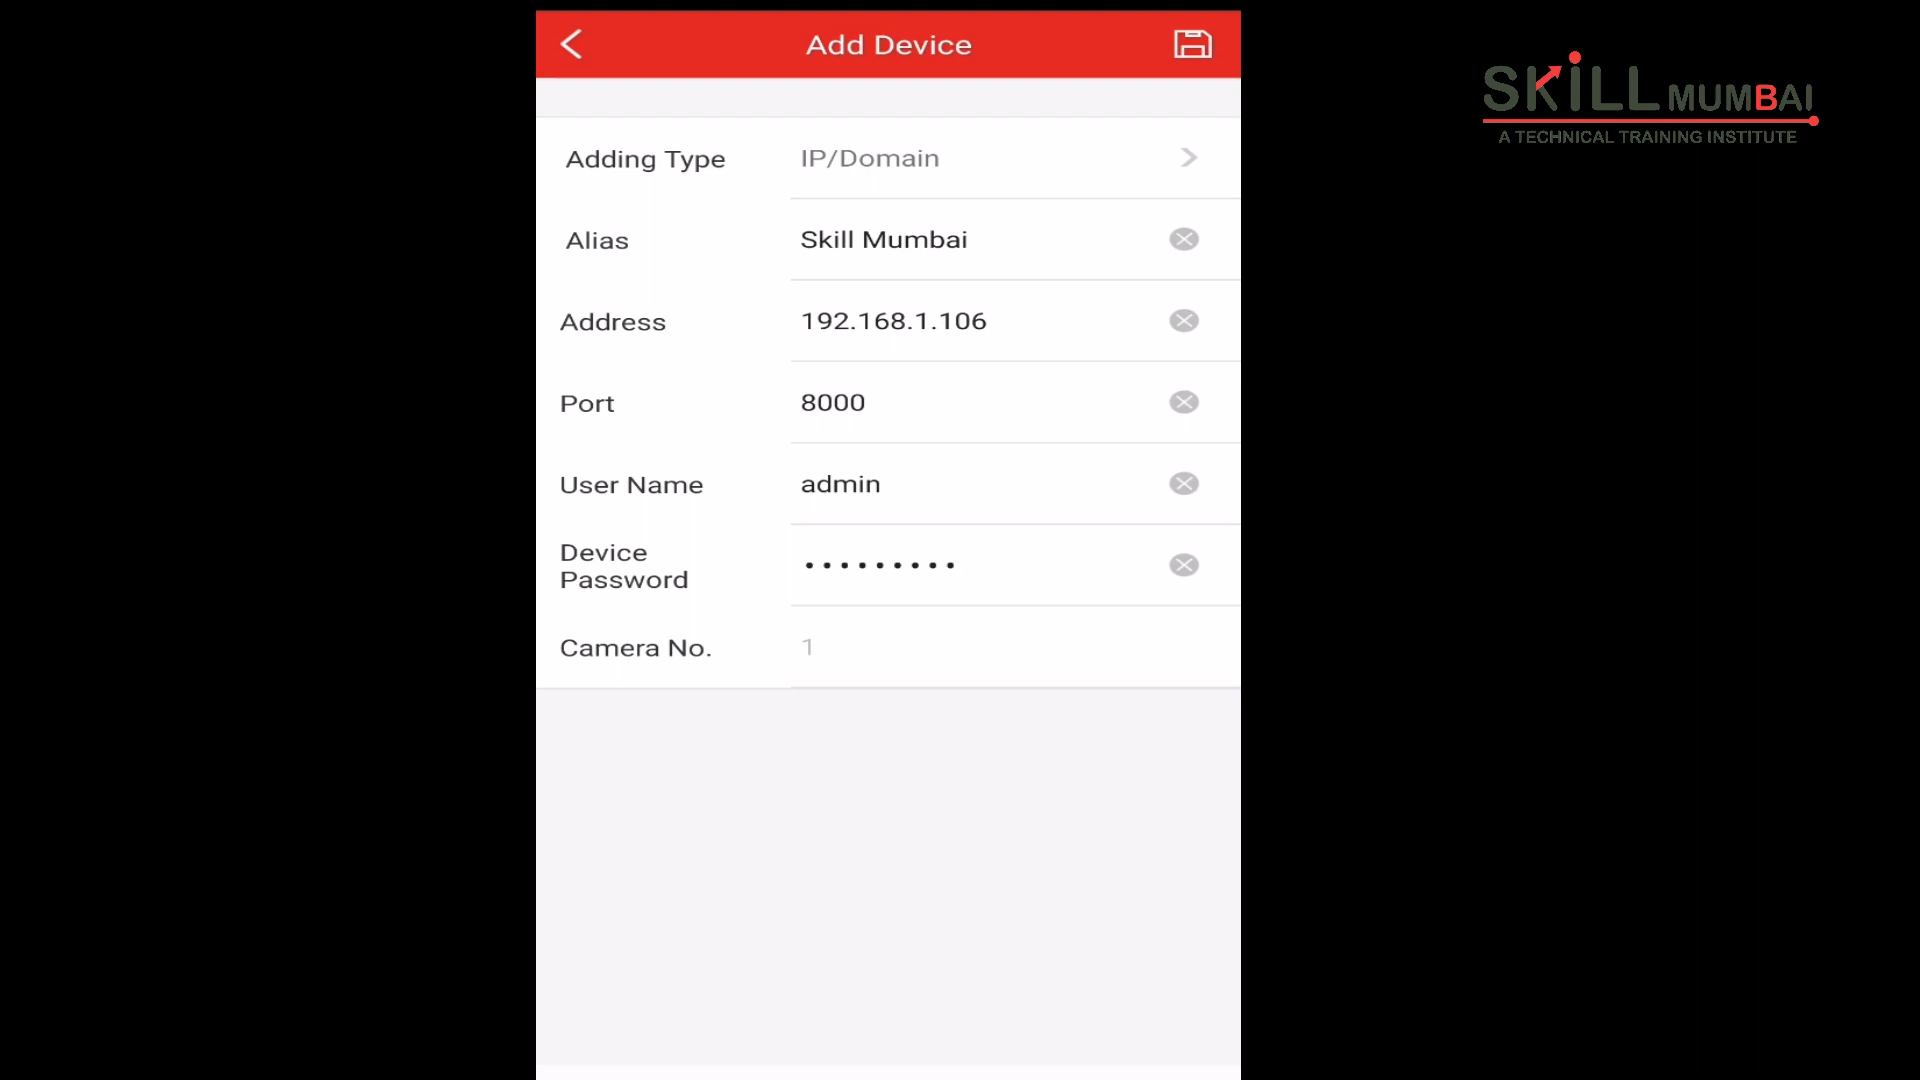 Add Device
SKiLL MUMBAI
A TECHNICAL TRAINING INSTITUTE
Adding Type IP/Domain
Alias Skill Mumbai
Address 192.168.1.106
Port 8000
User Name admin
Device Password •••••••••
Camera No. 1